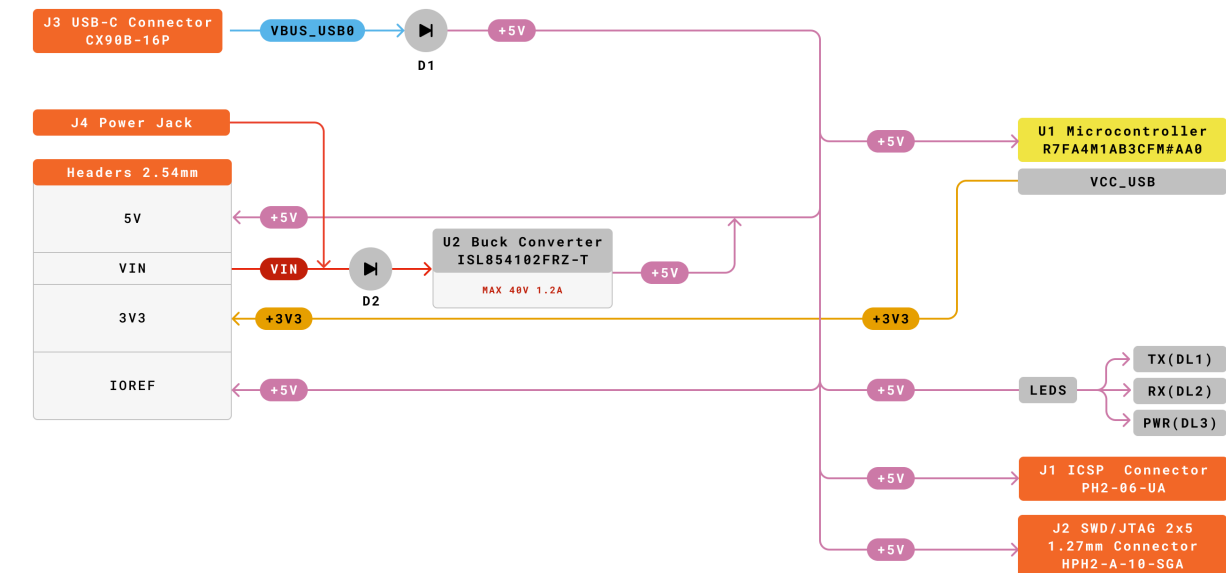 J3 USB-C Connector
CX90B-16P
VBUS_USB0
+5V
D1
J4 Power Jack
U1 Microcontroller
R7FA4M1AB3CFM#AA0
+5V
Headers 2.54mm
VCC_USB
5V
+5V
U2 Buck Converter
ISL854102FRZ-T
VIN
VIN
+5V
MAX 40V 1.2A
D2
3V3
+3V3
+3V3
TX(DL1)
IOREF
+5V
+5V
LEDS
RX(DL2)
PWR(DL3)
+5V
J1 ICSP Connector
PH2-06-UA
+5V
J2 SWD/JTAG 2x5
1.27mm Connector
HPH2-A-10-SGA